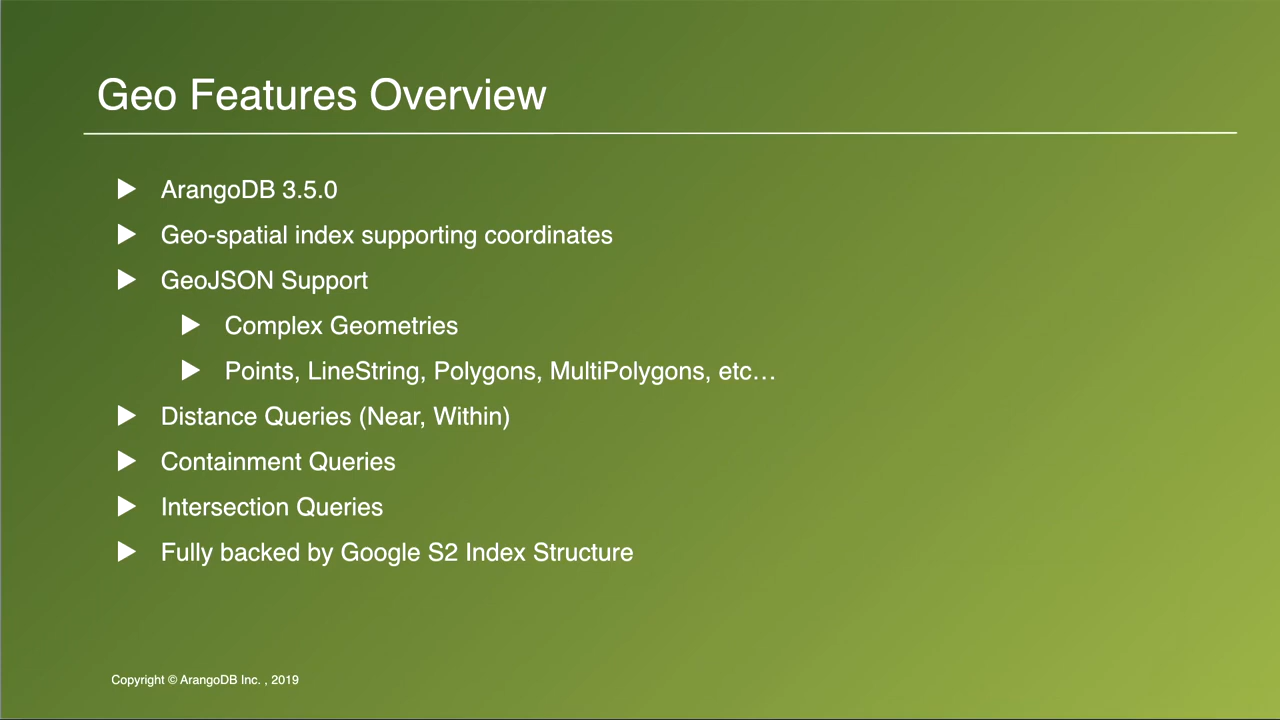 Geo Features Overview
ArangoDB 3.5.0
Geo-spatial index supporting coordinates
GeoJSON Support
Complex Geometries
Points, LineString, Polygons, MultiPolygons, etc…
Distance Queries (Near, Within)
Containment Queries
Intersection Queries
Fully backed by Google S2 Index Structure
Copyright © ArangoDB Inc. , 2019